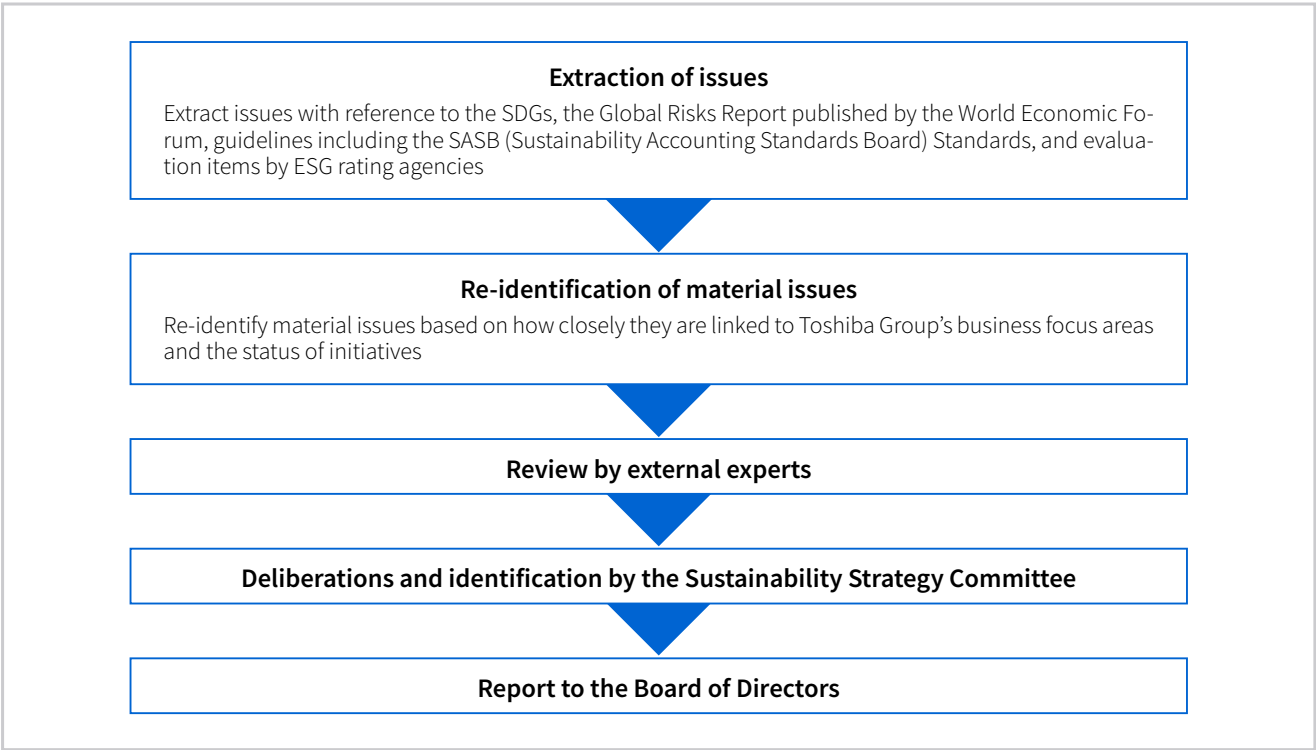 Extraction of issues
Extract issues with reference to the SDGs, the Global Risks Report published by the World Economic Fo-
rum, guidelines including the SASB (Sustainability Accounting Standards Board) Standards, and evalua-
tion items by ESG rating agencies
Re-identification of material issues
Re-identify material issues based on how closely they are linked to Toshiba Group’s business focus areas
and the status of initiatives
Review by external experts
Deliberations and identification by the Sustainability Strategy Committee
Report to the Board of Directors